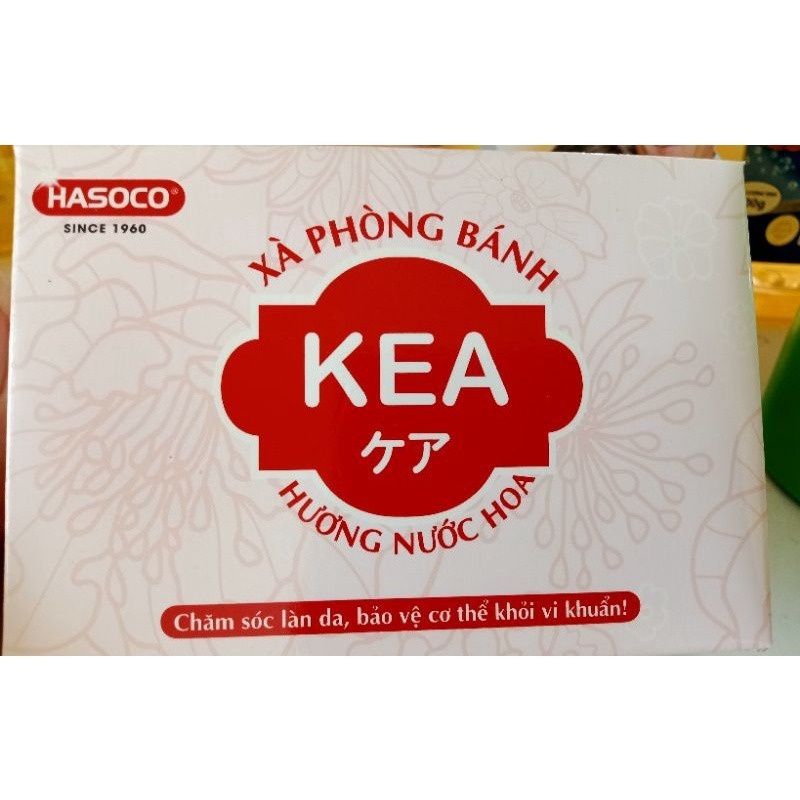 HASOCO®
SINCE 1960
XÀ PHÒNG BÁNH
KEA
ケア
HƯƠNG NƯỚC HOA
Chăm sóc làn da, bảo vệ cơ thể khỏi vi khuẩn!